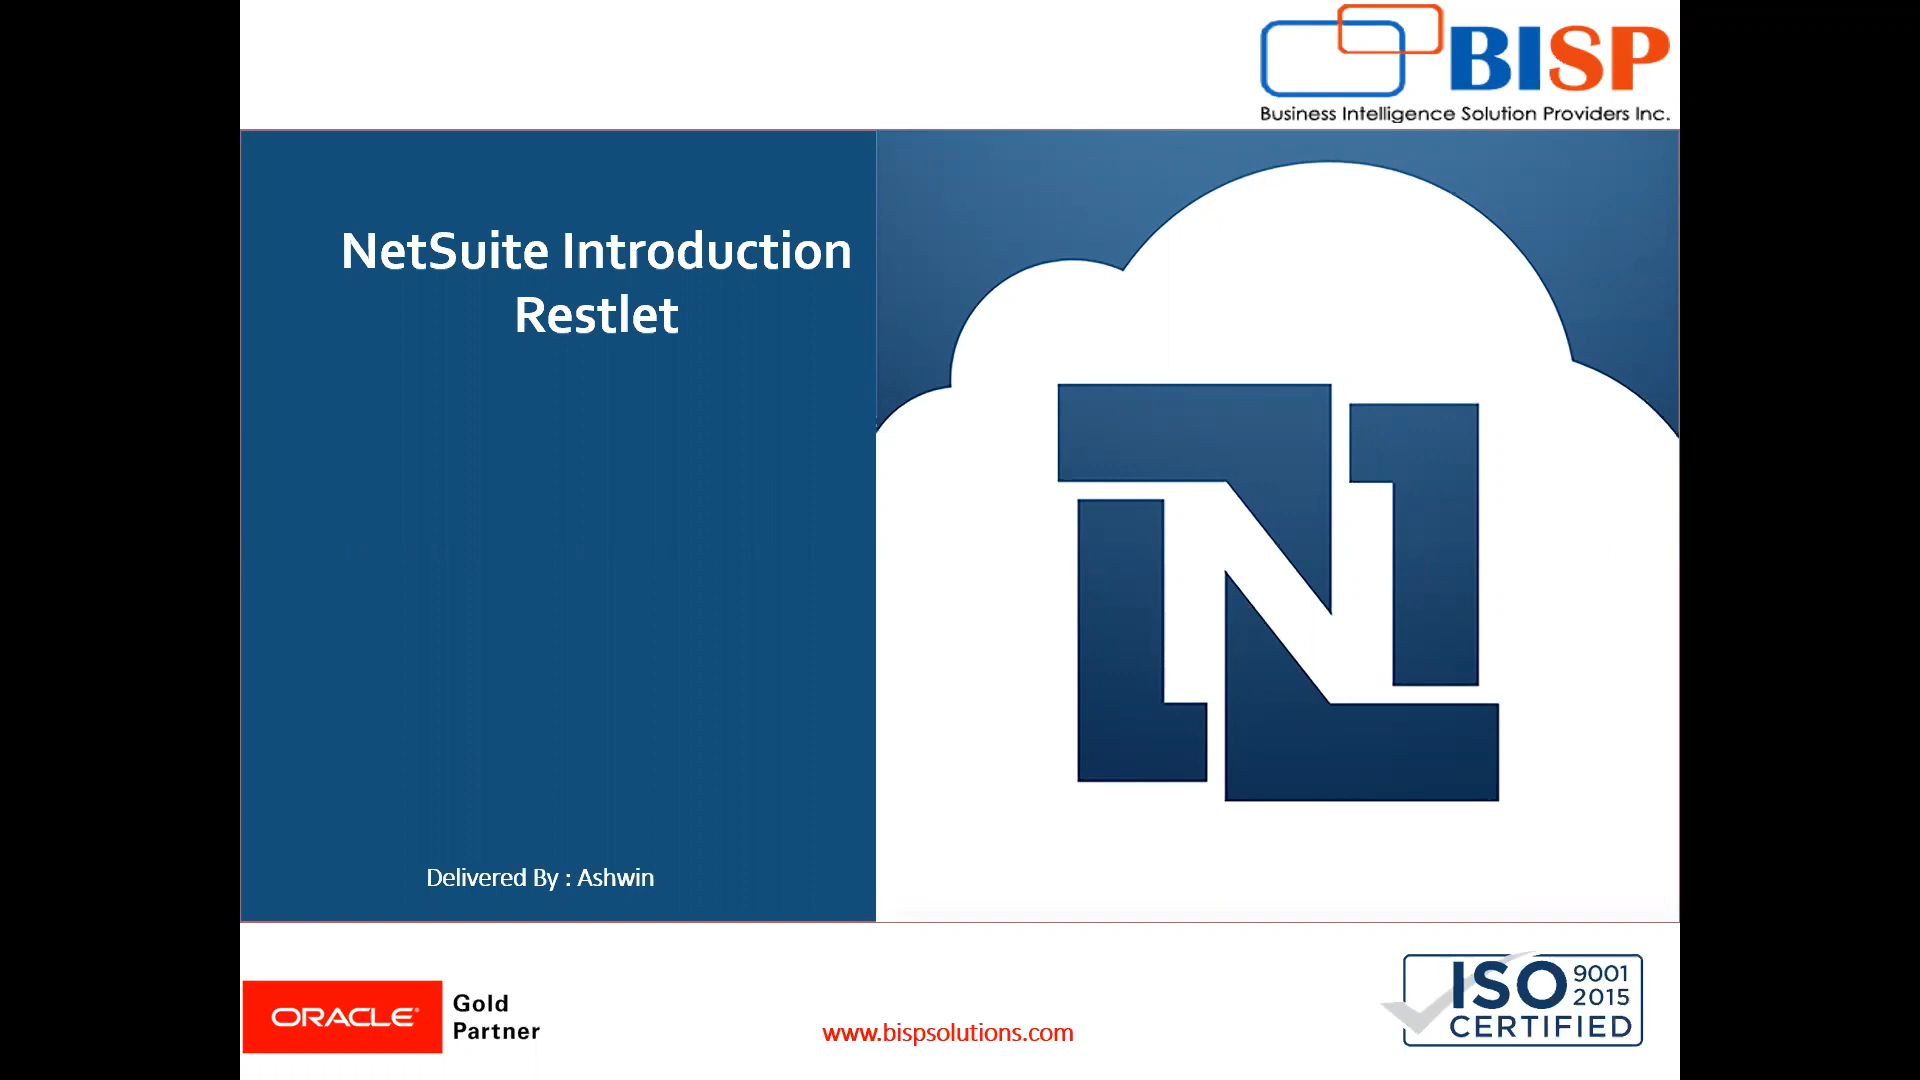 BISP
Business Intelligence Solution Providers Inc.
NetSuite Introduction
Restlet
Delivered By : Ashwin
ORACLE
Gold
Partner
www.bispsolutions.com
ISO 9001
2015
CERTIFIED